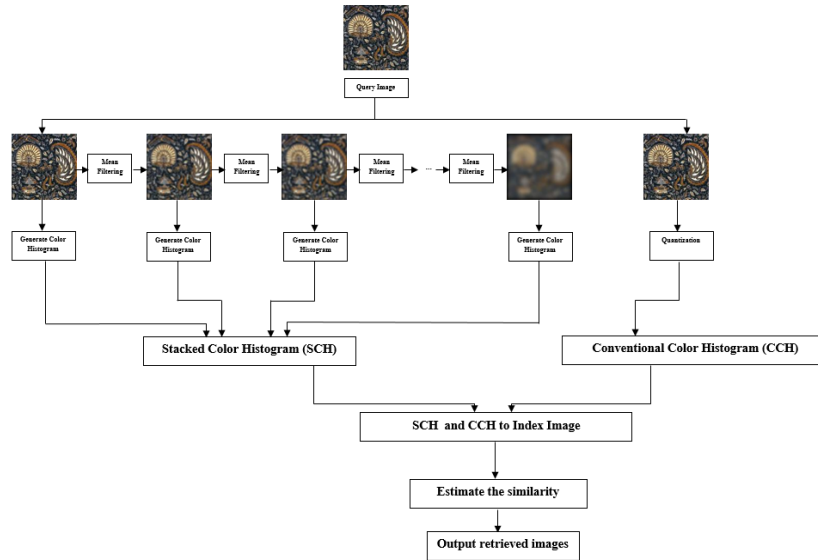 Query Image
Mean
Filtering
Mean
Filtering
Mean
Filtering
...
Mean
Filtering
Generate Color
Histogram
Generate Color
Histogram
Generate Color
Histogram
Generate Color
Histogram
Quantization
Stacked Color Histogram (SCH)
Conventional Color Histogram (CCH)
SCH and CCH to Index Image
Estimate the similarity
Output retrieved images